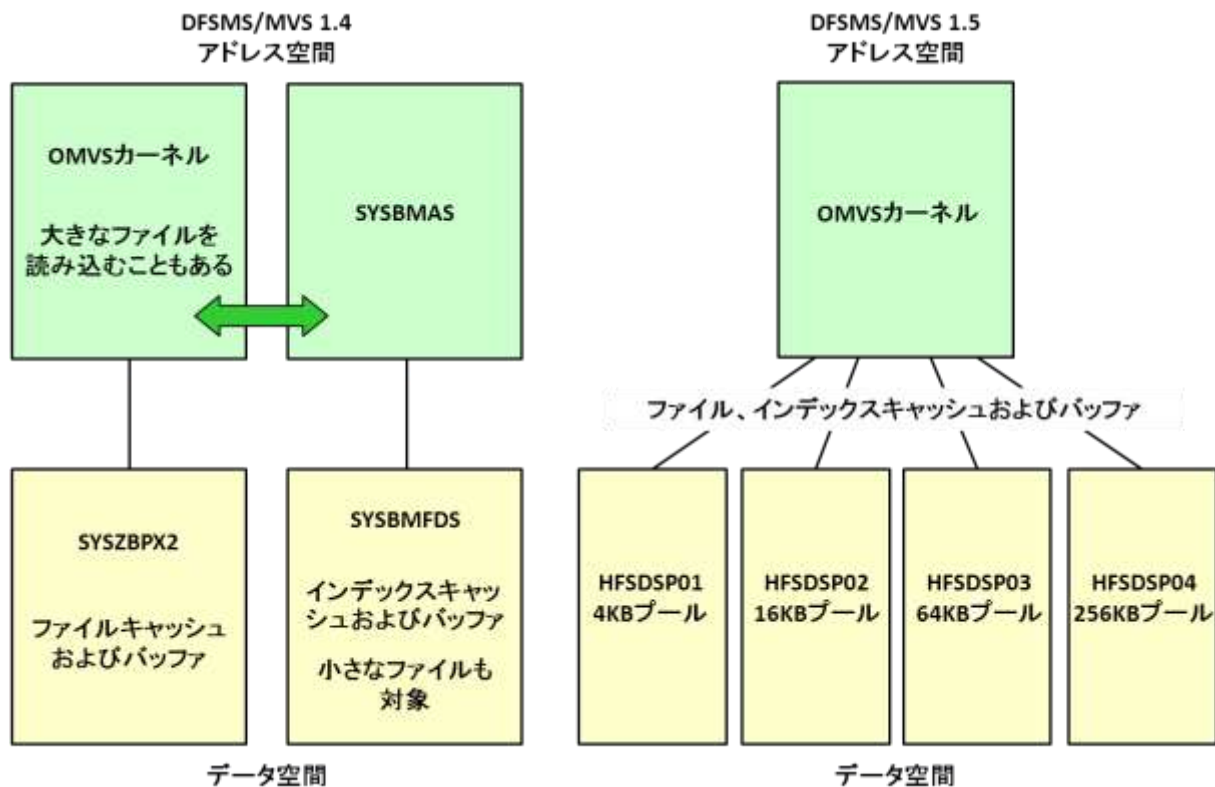 DFSMS/MVS 1.4
アドレス空間
OMVSカーネル
大きなファイルを
読み込むこともある
SYSBMAS
SYSZBPX2
ファイルキャッシュ
およびバッファ
SYSBMFDS
インデックスキャッ
シュおよびバッファ
小さなファイルも
対象
データ空間
DFSMS/MVS 1.5
アドレス空間
OMVSカーネル
ファイル、インデックスキャッシュおよびバッファ
HFSDSP01
4KBプール
HFSDSP02
16KBプール
HFSDSP03
64KBプール
HFSDSP04
256KBプール
データ空間